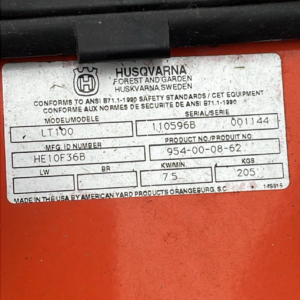 HUSQVARNA
FOREST AND GARDEN
HUSKVARNA SWEDEN
CONFORMS TO ANSI B71.1-1990 SAFETY STANDARDS / CET EQUIPMENT
CONFORME AUX NORMES DE SECURITE DE ANSI B71.1-1990
MODEL/MODELE SERIAL/SERIE
LT100 110596B 001144
MFG. ID NUMBER PRODUCT NO./PRODUIT NO.
HE10F36B 954-00-08-62
LW BR KW/MIN KGS
75 205
MADE IN THE USA BY AMERICAN YARD PRODUCTS ORANGEBURG, S.C.